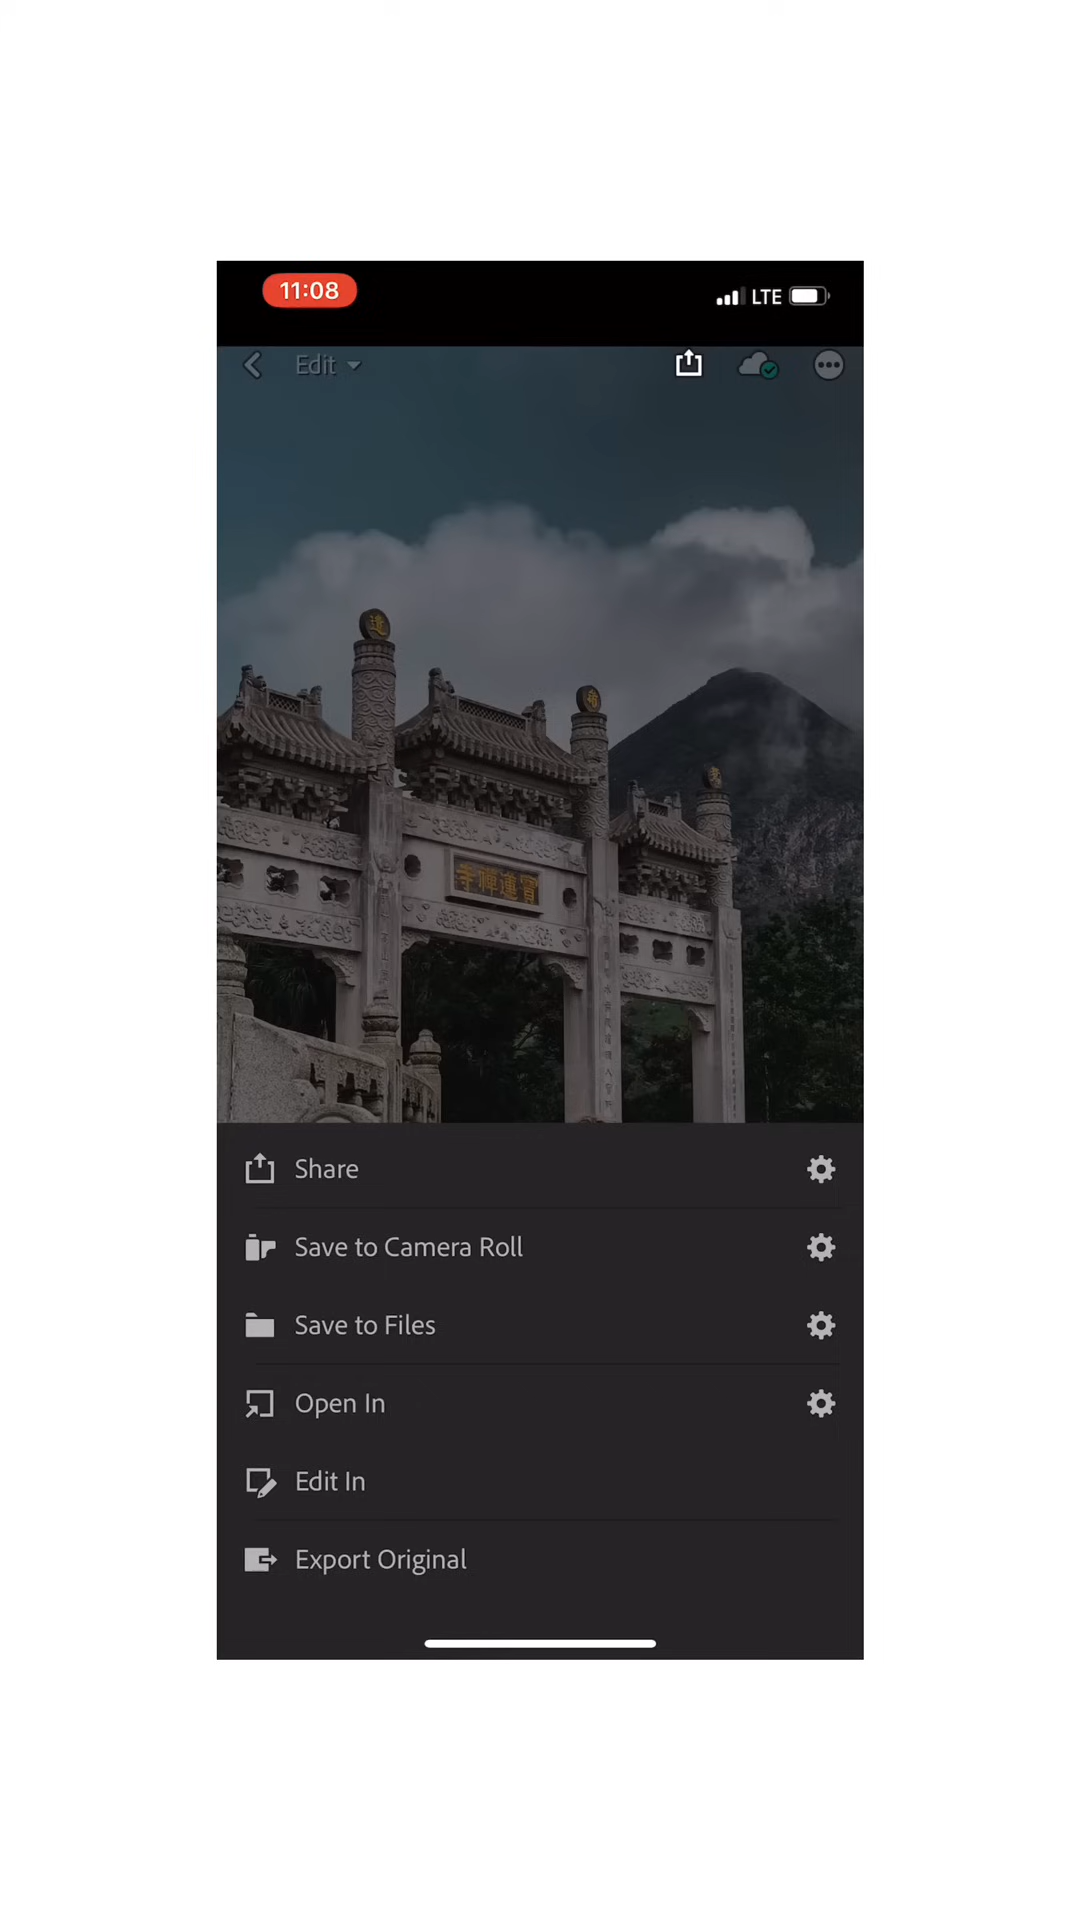 11:08
LTE
Edit
寺禪蓮寶
Share
Save to Camera Roll
Save to Files
Open In
Edit In
Export Original